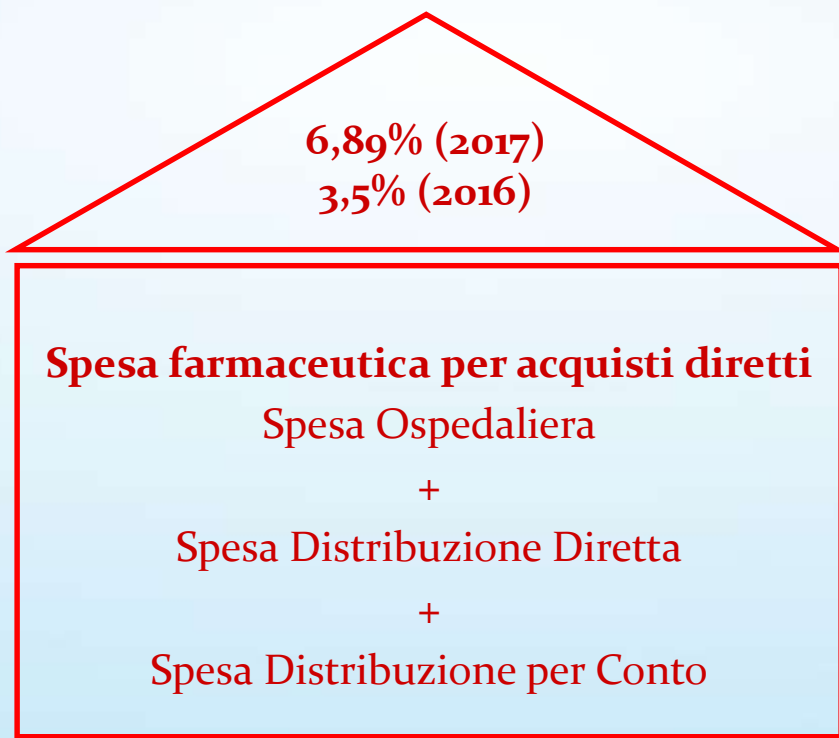 6,89% (2017)
3,5% (2016)
Spesa farmaceutica per acquisti diretti
Spesa Ospedaliera
+
Spesa Distribuzione Diretta
+
Spesa Distribuzione per Conto